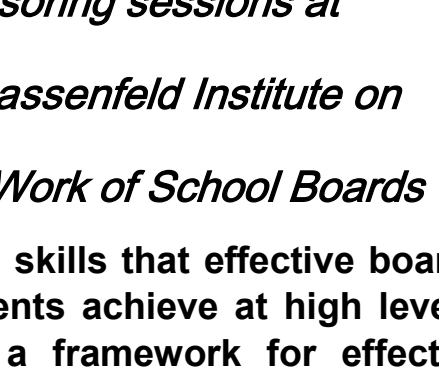 soring sessions at
assenfeld Institute on
Work of School Boards
skills that effective boar
ents achieve at high leve
a framework for effect